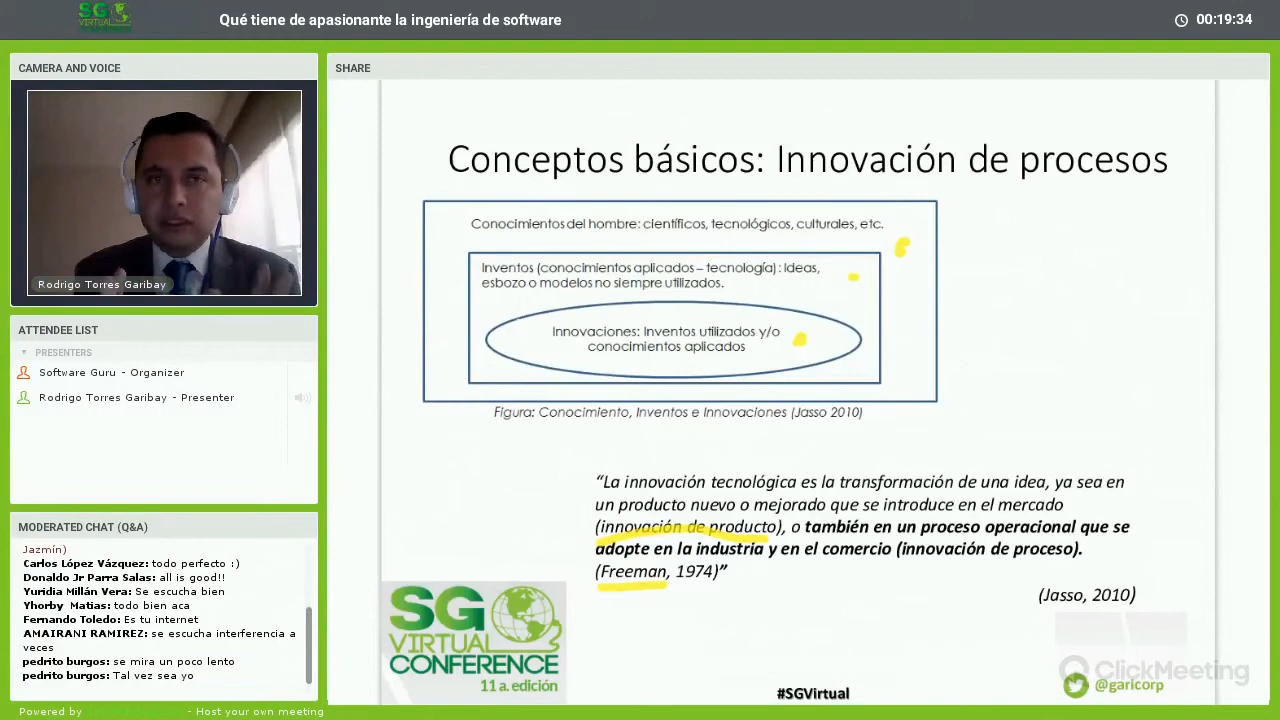 SG
VIRTUAL
Qué tiene de apasionante la ingeniería de software
00:19:34
CAMERA AND VOICE
Rodrigo Torres Garibay
ATTENDEE LIST
PRESENTERS
Software Guru - Organizer
Rodrigo Torres Garibay - Presenter
MODERATED CHAT (Q&A)
Jazmín)
Carlos López Vázquez: todo perfecto :)
Donaldo Jr Parra Salas: all is good!!
Yuridia Millán Vera: Se escucha bien
Yhorby Matias: todo bien aca
Fernando Toledo: Es tu internet
AMAIRANI RAMIREZ: se escucha interferencia a
veces
pedrito burgos: se mira un poco lento
pedrito burgos: Tal vez sea yo
Powered by - Host your own meeting
SHARE
Conceptos básicos: Innovación de procesos
Conocimientos del hombre: científicos, tecnológicos, culturales, etc.
Inventos (conocimientos aplicados – tecnología): Ideas,
esbozo o modelos no siempre utilizados.
Innovaciones: Inventos utilizados y/o
conocimientos aplicados
Figura: Conocimiento, Inventos e Innovaciones (Jasso 2010)
“La innovación tecnológica es la transformación de una idea, ya sea en
un producto nuevo o mejorado que se introduce en el mercado
(innovación de producto), o también en un proceso operacional que se
adopte en la industria y en el comercio (innovación de proceso).
(Freeman, 1974)”
(Jasso, 2010)
SG
VIRTUAL
CONFERENCE
11 a. edición
#SGVirtual
ClickMeeting
@garicorp